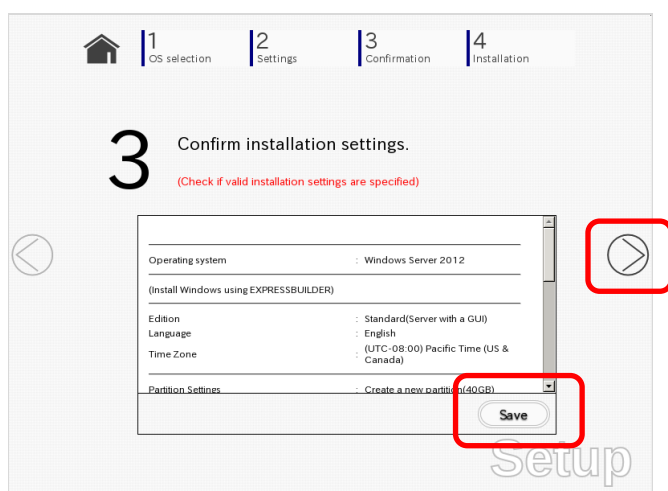 1
OS selection
2
Settings
3
Confirmation
4
Installation
3
Confirm installation settings.
(Check if valid installation settings are specified)
Operating system : Windows Server 2012
(Install Windows using EXPRESSBUILDER)
Edition : Standard(Server with a GUI)
Language : English
Time Zone : (UTC-08:00) Pacific Time (US &
Canada)
Partition Settings : Create a new partition(40GB)
Save
Setup